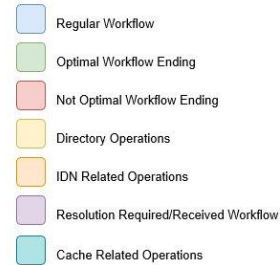 Regular Workflow
Optimal Workflow Ending
Not Optimal Workflow Ending
Directory Operations
IDN Related Operations
Resolution Required/Received Workflow
Cache Related Operations